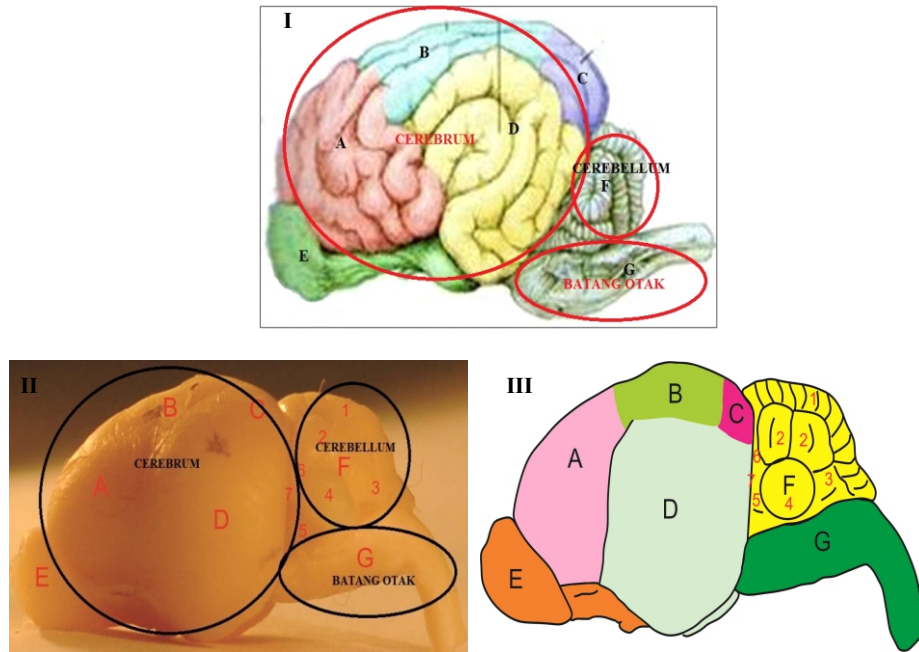 I
B
C
A
CEREBRUM
D
CEREBELLUM
F
E
G
BATANG OTAK
II
B
C
1
2
CEREBRUM
CEREBELLUM
F
6
A
7
4
3
D
5
E
G
BATANG OTAK
III
B
C
1
A
2
2
6
D
7
F
3
5
4
G
E